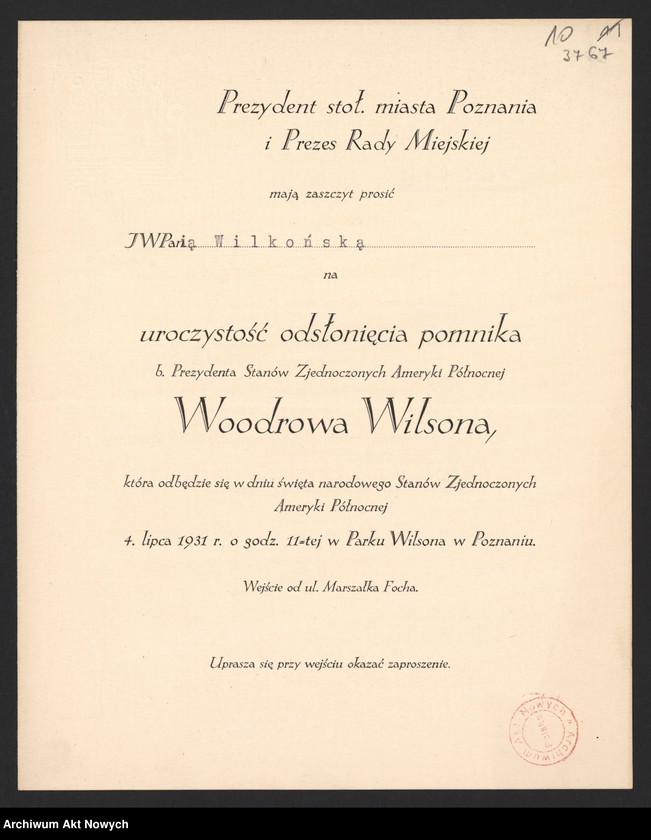 10 M
3767
Prezydent stoł. miasta Poznania
i Prezes Rady Miejskiej
mają zaszczyt prosić
JWPanią Wilkońską
na
uroczystość odsłonięcia pomnika
b. Prezydenta Stanów Zjednoczonych Ameryki Północnej
Woodrowa Wilsona,
która odbędzie się w dniu święta narodowego Stanów Zjednoczonych
Ameryki Północnej
4. lipca 1931 r. o godz. 11=tej w Parku Wilsona w Poznaniu.
Wejście od ul. Marszałka Focha.
Uprasza się przy wejściu okazać zaproszenie.
Archiwum Akt Nowych
Archiwum Akt Nowych